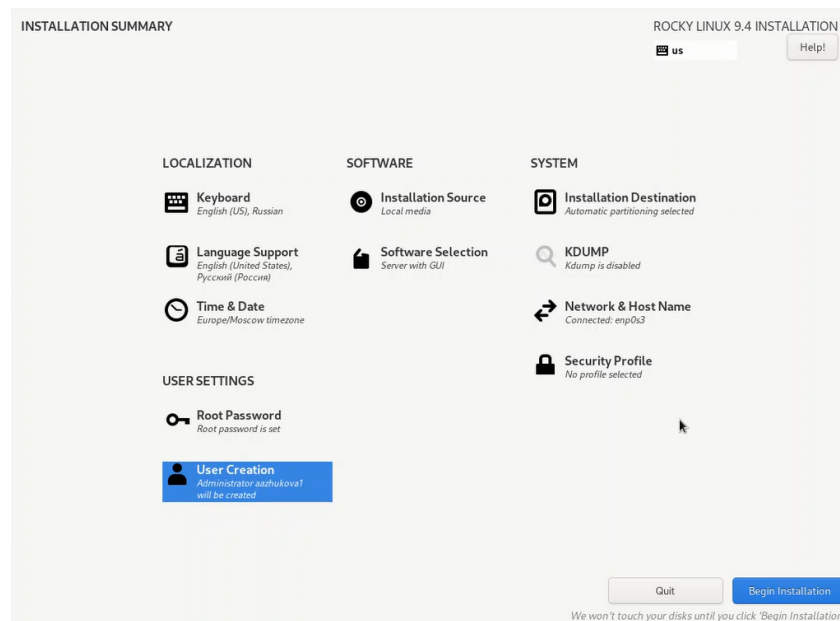 INSTALLATION SUMMARY
ROCKY LINUX 9.4 INSTALLATION
us
Help!
LOCALIZATION
Keyboard
English (US), Russian
Language Support
English (United States),
Русский (Россия)
Time & Date
Europe/Moscow timezone
SOFTWARE
Installation Source
Local media
Software Selection
Server with GUI
SYSTEM
Installation Destination
Automatic partitioning selected
KDUMP
Kdump is disabled
Network & Host Name
Connected: enp0s3
Security Profile
No profile selected
USER SETTINGS
Root Password
Root password is set
User Creation
Administrator aazhukova1
will be created
Quit
Begin Installation
We won't touch your disks until you click 'Begin Installation